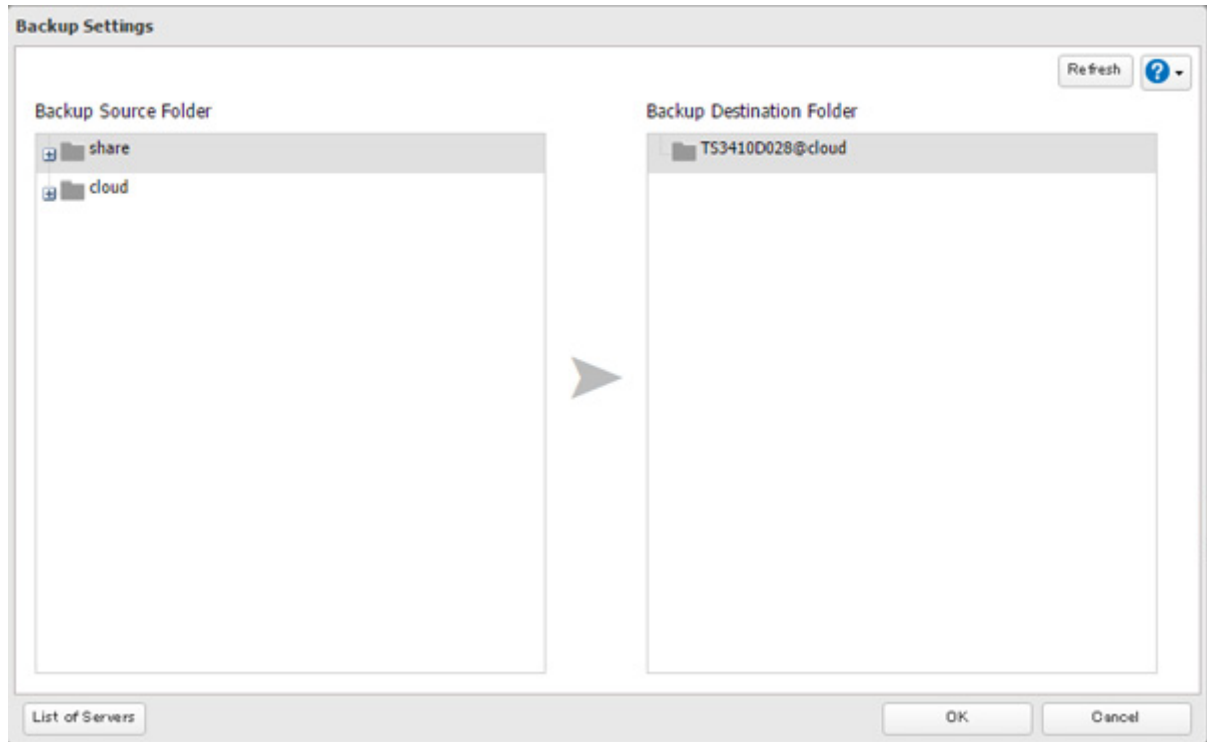 Backup Settings
Refresh
?
Backup Source Folder
Backup Destination Folder
share
cloud
TS3410D028@cloud
List of Servers
OK
Cancel